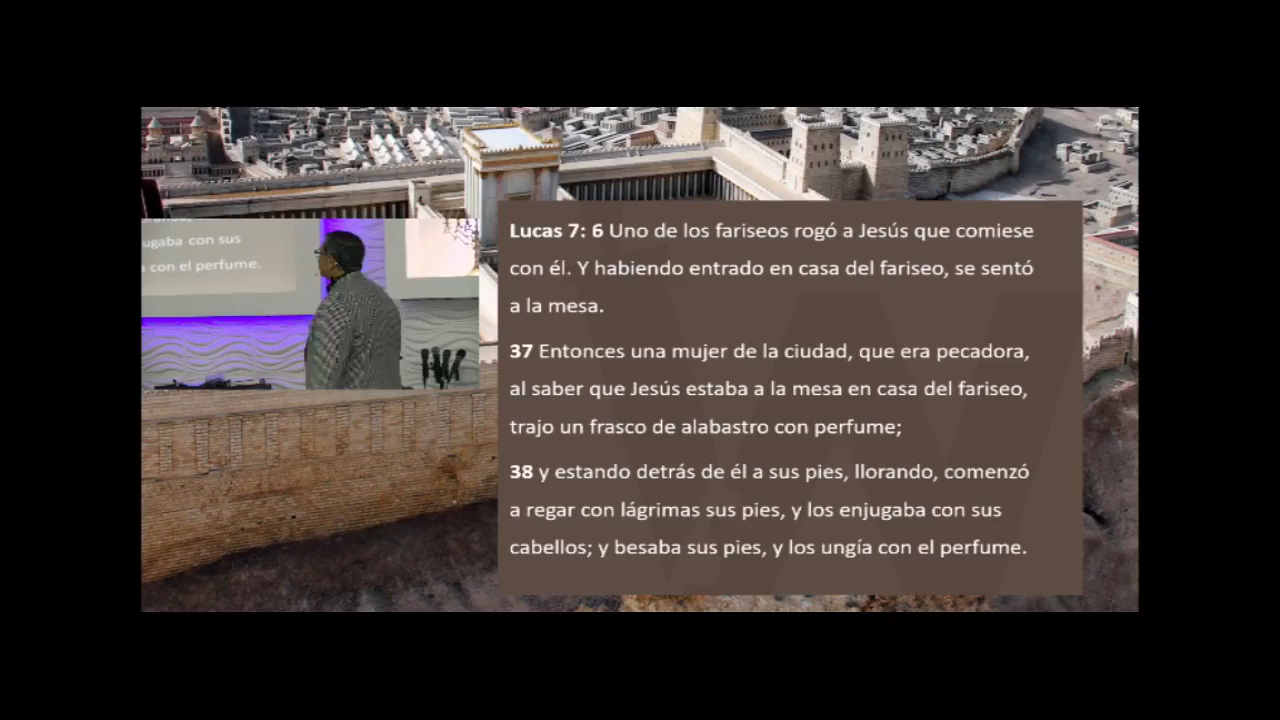 ugaba con sus
a con el perfume.
Lucas 7: 6 Uno de los fariseos rogó a Jesús que comiese
con él. Y habiendo entrado en casa del fariseo, se sentó
a la mesa.
37 Entonces una mujer de la ciudad, que era pecadora,
al saber que Jesús estaba a la mesa en casa del fariseo,
trajo un frasco de alabastro con perfume;
38 y estando detrás de él a sus pies, llorando, comenzó
a regar con lágrimas sus pies, y los enjugaba con sus
cabellos; y besaba sus pies, y los ungía con el perfume.